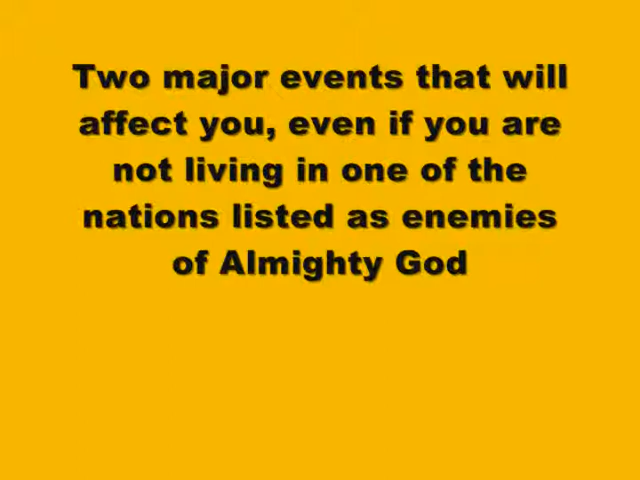 Two major events that will
affect you, even if you are
not living in one of the
nations listed as enemies
of Almighty God